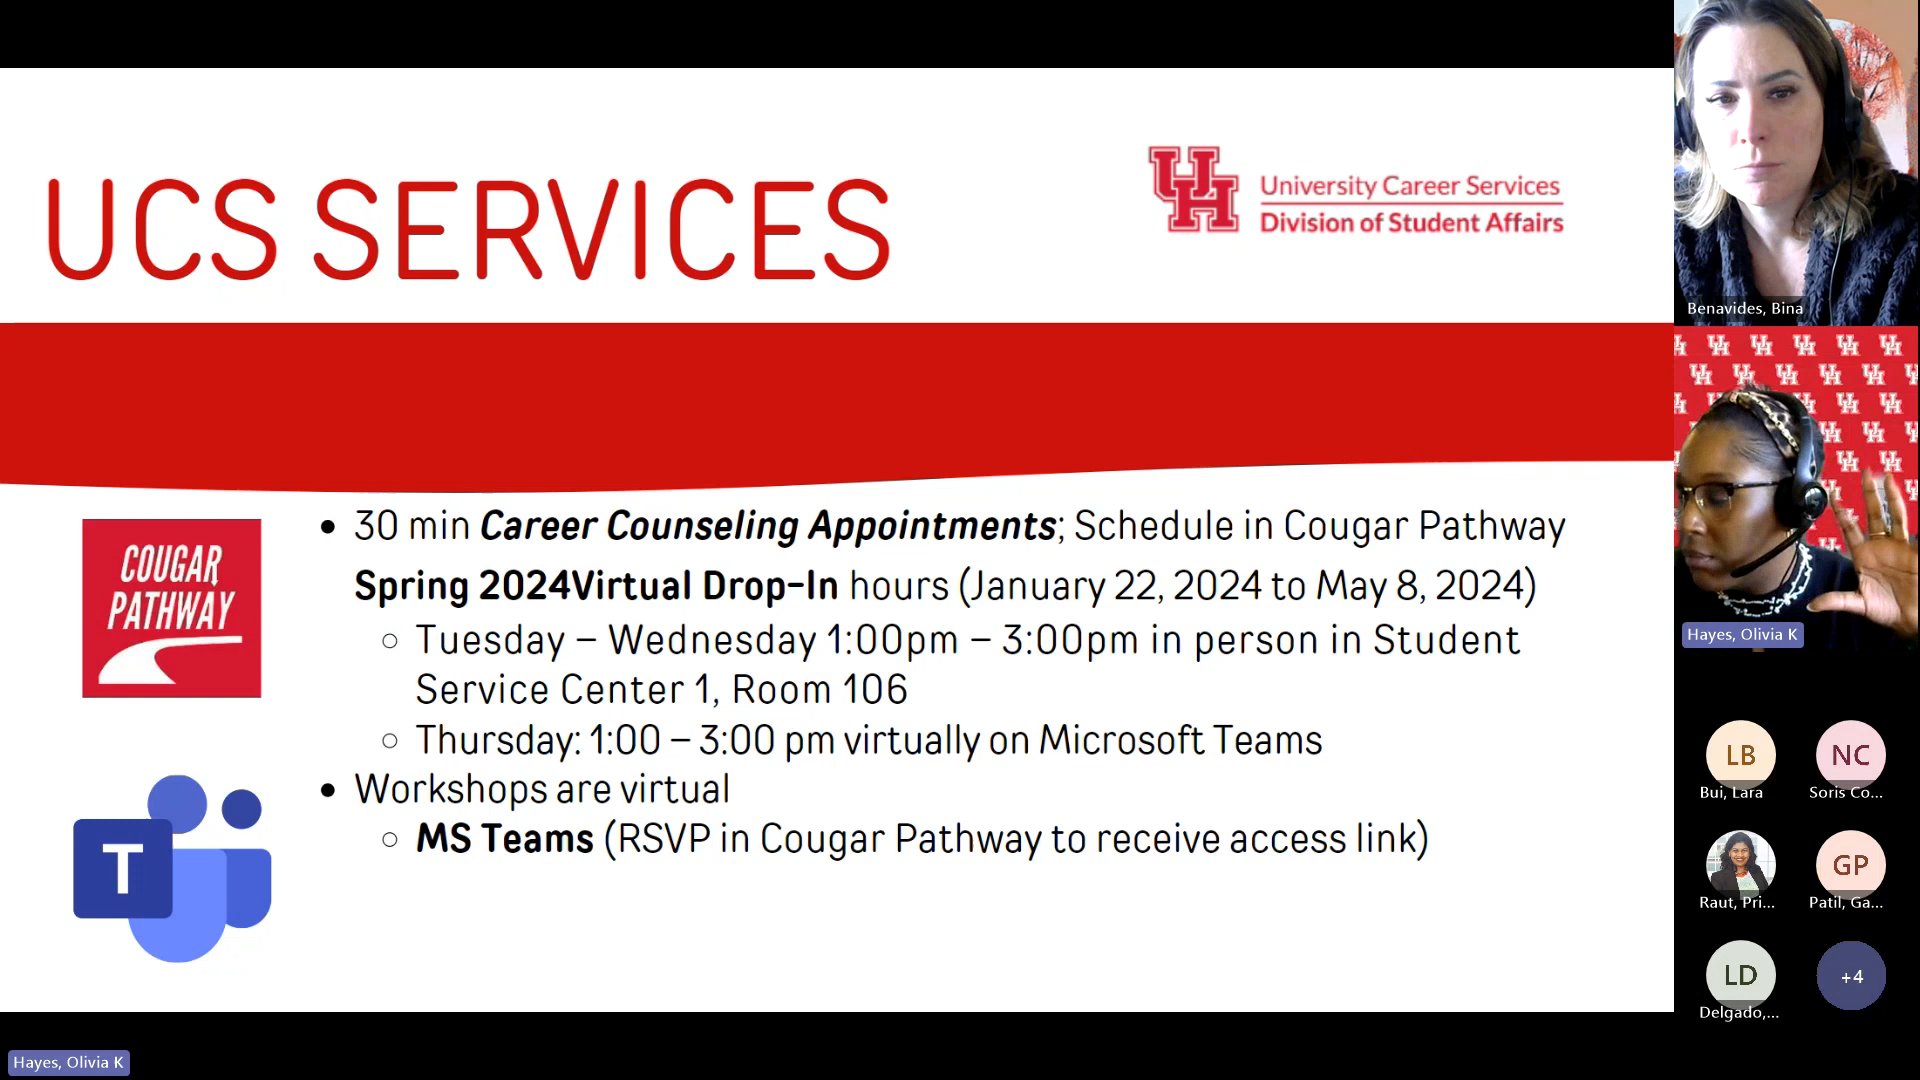 UCS SERVICES
UH
University Career Services
Division of Student Affairs
COUGAR
PATHWAY
• 30 min Career Counseling Appointments; Schedule in Cougar Pathway
Spring 2024Virtual Drop-In hours (January 22, 2024 to May 8, 2024)
○ Tuesday – Wednesday 1:00pm – 3:00pm in person in Student
Service Center 1, Room 106
○ Thursday: 1:00 – 3:00 pm virtually on Microsoft Teams
• Workshops are virtual
○ MS Teams (RSVP in Cougar Pathway to receive access link)
T
Benavides, Bina
Hayes, Olivia K
LB
Bui, Lara
NC
Soris Co...
Raut, Pri...
GP
Patil, Ga...
LD
Delgado,...
+4
Hayes, Olivia K